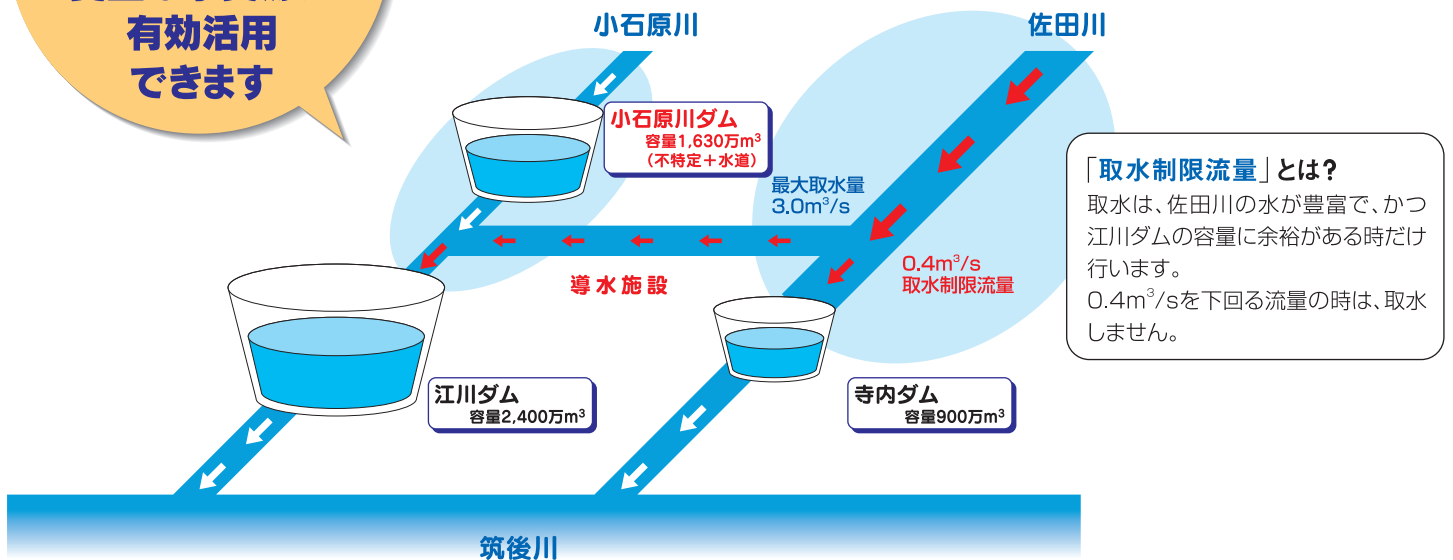 有効活用
できます
小石原川
佐田川
小石原川ダム
容量1,630万m³
(不特定+水道)
最大取水量
3.0m³/s
導水施設
0.4m³/s
取水制限流量
江川ダム
容量2,400万m³
寺内ダム
容量900万m³
筑後川
「取水制限流量」とは?
取水は、佐田川の水が豊富で、かつ
江川ダムの容量に余裕がある時だけ
行います。
0.4m³/sを下回る流量の時は、取水
しません。